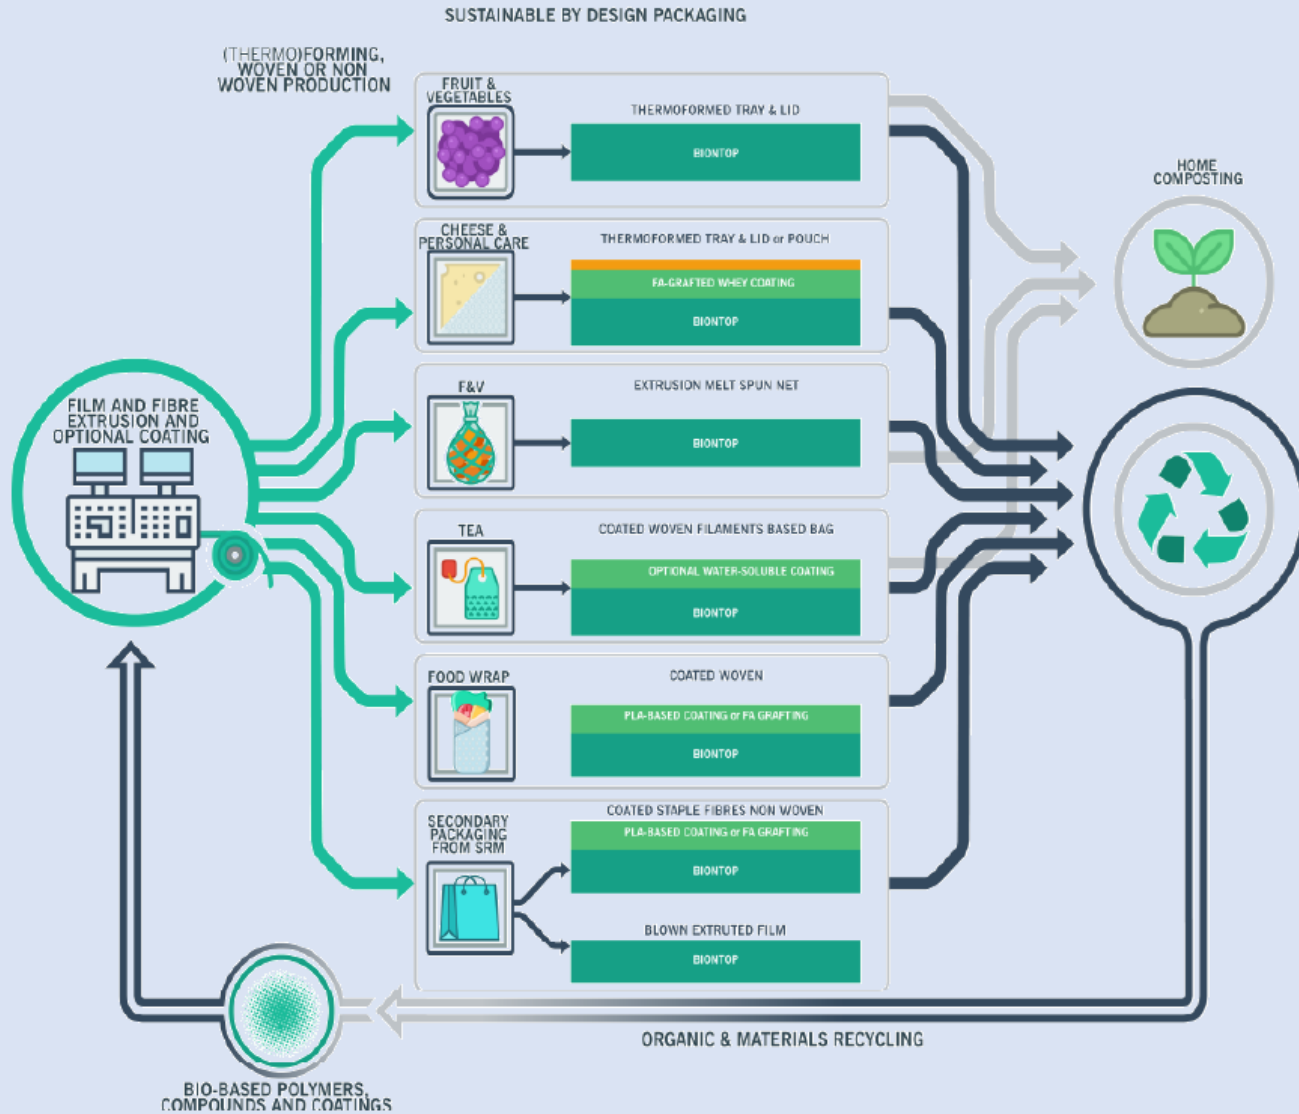 SUSTAINABLE BY DESIGN PACKAGING
(THERMO)FORMING,
WOVEN OR NON
WOVEN PRODUCTION
FRUIT &
VEGETABLES
THERMOFORMED TRAY & LID
BIONTOP
HOME
COMPOSTING
CHEESE &
PERSONAL CARE
THERMOFORMED TRAY & LID or POUCH
FA-GRAFTED WHEY COATING
BIONTOP
FILM AND FIBRE
EXTRUSION AND
OPTIONAL COATING
F&V
EXTRUSION MELT SPUN NET
BIONTOP
TEA
COATED WOVEN FILAMENTS BASED BAG
OPTIONAL WATER-SOLUBLE COATING
BIONTOP
FOOD WRAP
COATED WOVEN
PLA-BASED COATING or FA GRAFTING
BIONTOP
SECONDARY
PACKAGING
FROM SRM
COATED STAPLE FIBRES NON WOVEN
PLA-BASED COATING or FA GRAFTING
BIONTOP
BLOWN EXTRUTED FILM
BIONTOP
ORGANIC & MATERIALS RECYCLING
BIO-BASED POLYMERS,
COMPOUNDS AND COATINGS